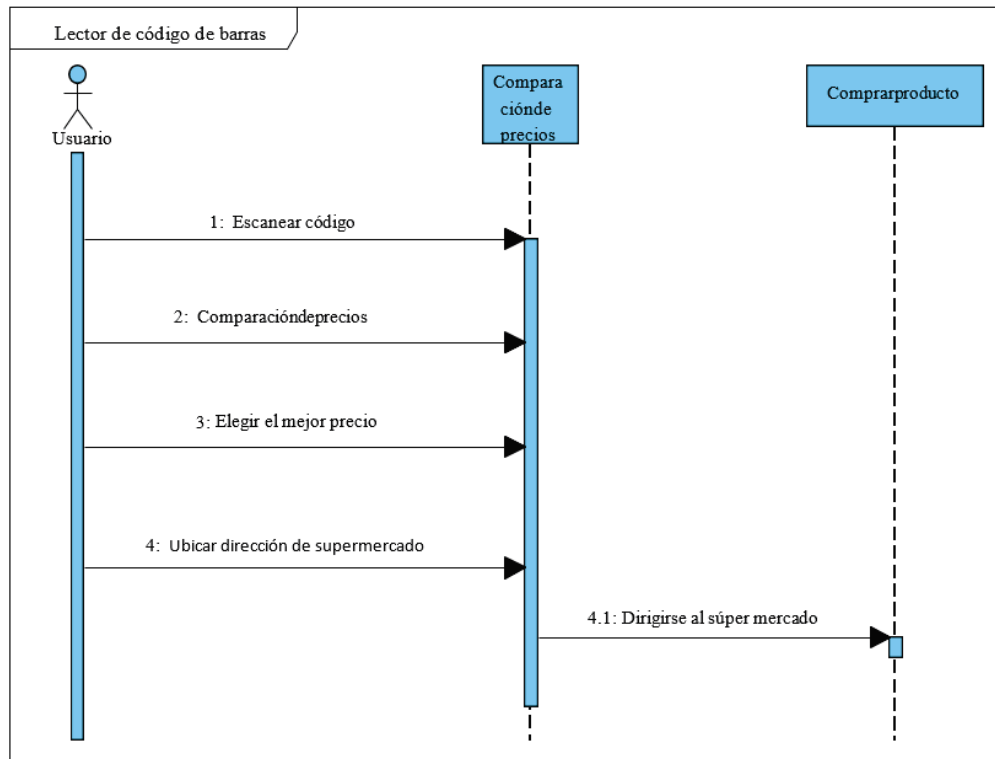 Lector de código de barras
Usuario
Compara
ciónde
precios
Comprarproducto
1: Escanear código
2: Comparacióndeprecios
3: Elegir el mejor precio
4: Ubicar dirección de supermercado
4.1: Dirigirse al súper mercado